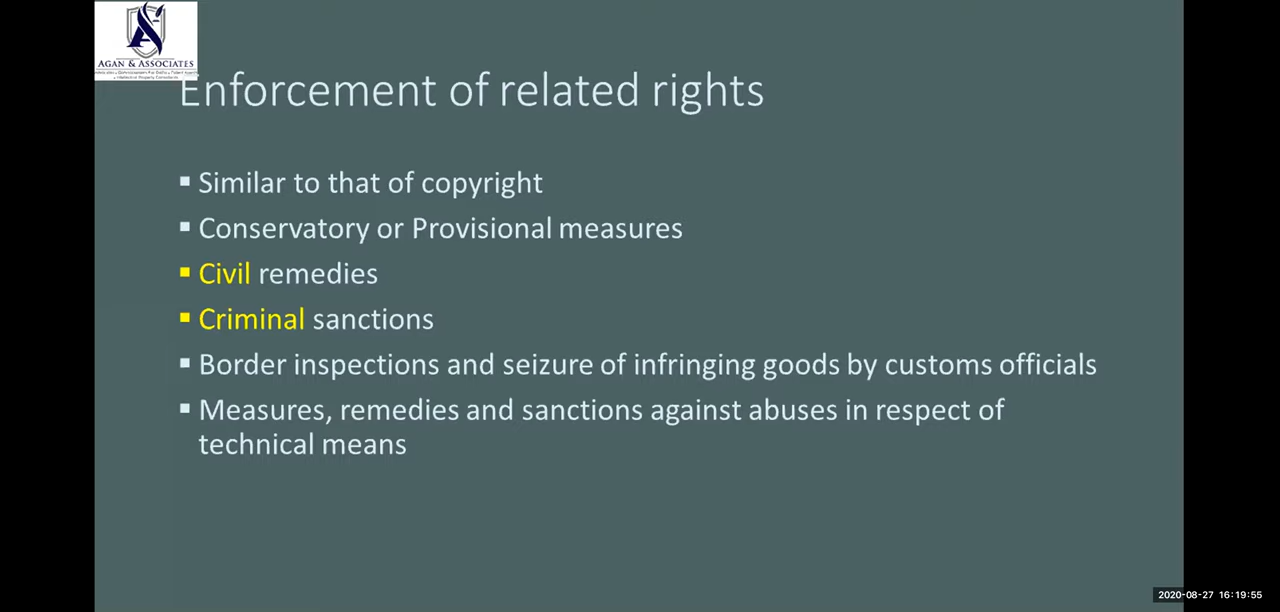 AGAN & ASSOCIATES
Enforcement of related rights
▪ Similar to that of copyright
▪ Conservatory or Provisional measures
▪ Civil remedies
▪ Criminal sanctions
▪ Border inspections and seizure of infringing goods by customs officials
▪ Measures, remedies and sanctions against abuses in respect of
technical means
2020-08-27 16:19:55